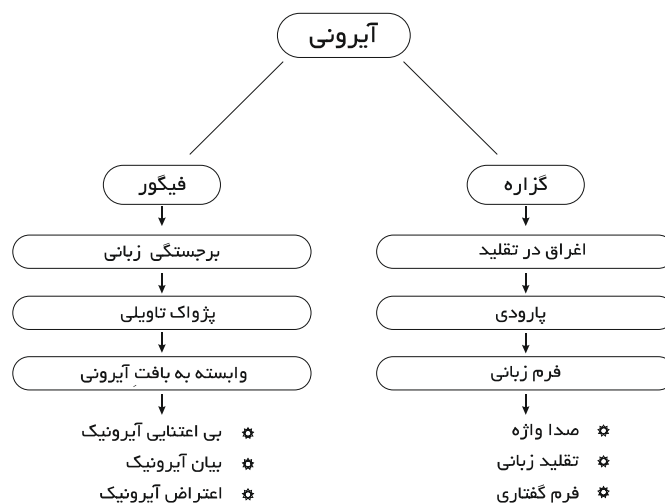 آیرونی
گزاره
فیگور
اغراق در تقلید
برجستگی زبانی
پارودی
پژواک تاویلی
فرم زبانی
وابسته به بافتِ آیرونی
صدا واژه
بی اعتنایی آیرونیک
تقلید زبانی
بیان آیرونیک
فرم گفتاری
اعتراض آیرونیک